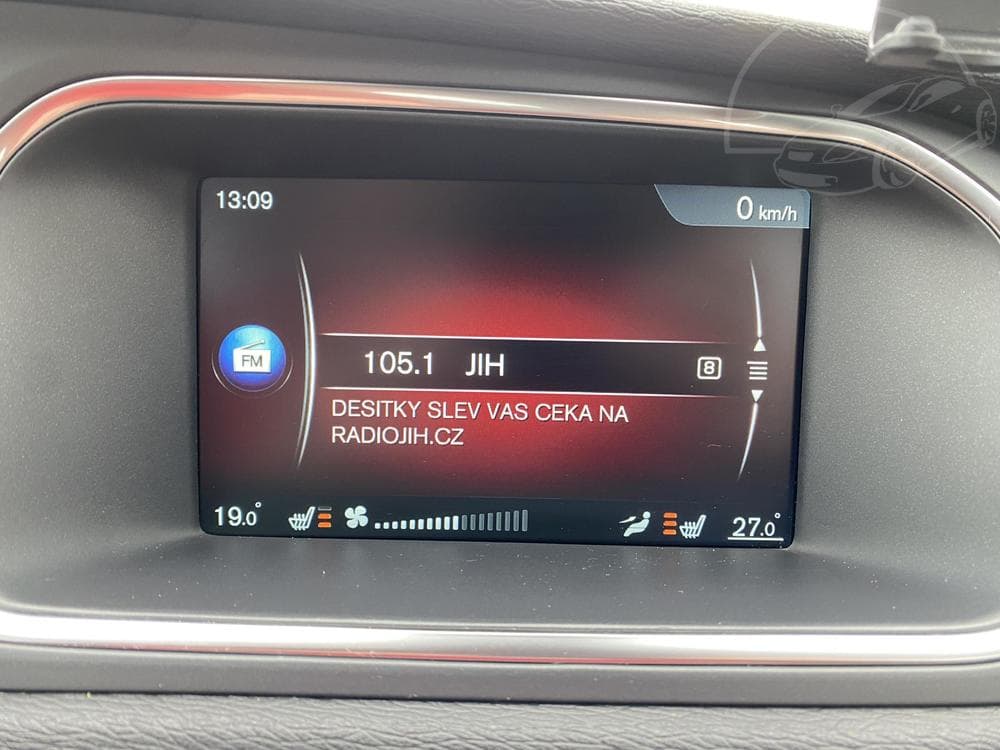 13:09
0 km/h
FM
105.1 JIH
8
DESITKY SLEV VAS CEKA NA
RADIOJIH.CZ
19.0°
27.0°